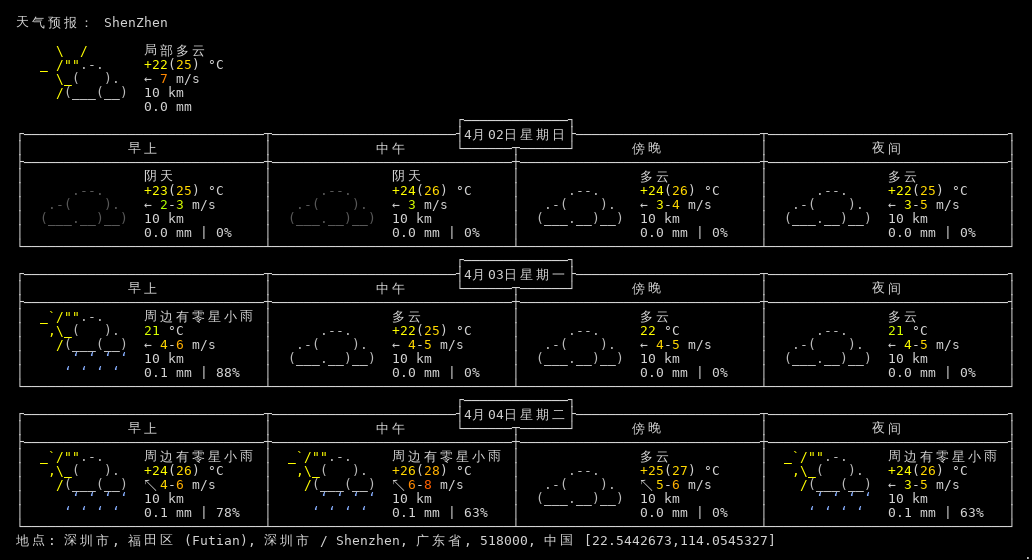 天气预报： ShenZhen
局部多云
+22(25) °C
← 7 m/s
10 km
0.0 mm
4月02日星期日
早上 中午 傍晚 夜间
阴天 阴天 多云 多云
+23(25) °C +24(26) °C +24(26) °C +22(25) °C
← 2-3 m/s ← 3 m/s ← 3-4 m/s ← 3-5 m/s
10 km 10 km 10 km 10 km
0.0 mm | 0% 0.0 mm | 0% 0.0 mm | 0% 0.0 mm | 0%
4月03日星期一
早上 中午 傍晚 夜间
周边有零星小雨 多云 多云 多云
21 °C +22(25) °C 22 °C 21 °C
← 4-6 m/s ← 4-5 m/s ← 4-5 m/s ← 4-5 m/s
10 km 10 km 10 km 10 km
0.1 mm | 88% 0.0 mm | 0% 0.0 mm | 0% 0.0 mm | 0%
4月04日星期二
早上 中午 傍晚 夜间
周边有零星小雨 周边有零星小雨 多云 周边有零星小雨
+24(26) °C +26(28) °C +25(27) °C +24(26) °C
↖ 4-6 m/s ↖ 6-8 m/s ↖ 5-6 m/s ← 3-5 m/s
10 km 10 km 10 km 10 km
0.1 mm | 78% 0.1 mm | 63% 0.0 mm | 0% 0.1 mm | 63%
地点: 深圳市, 福田区 (Futian), 深圳市 / Shenzhen, 广东省, 518000, 中国 [22.5442673,114.0545327]